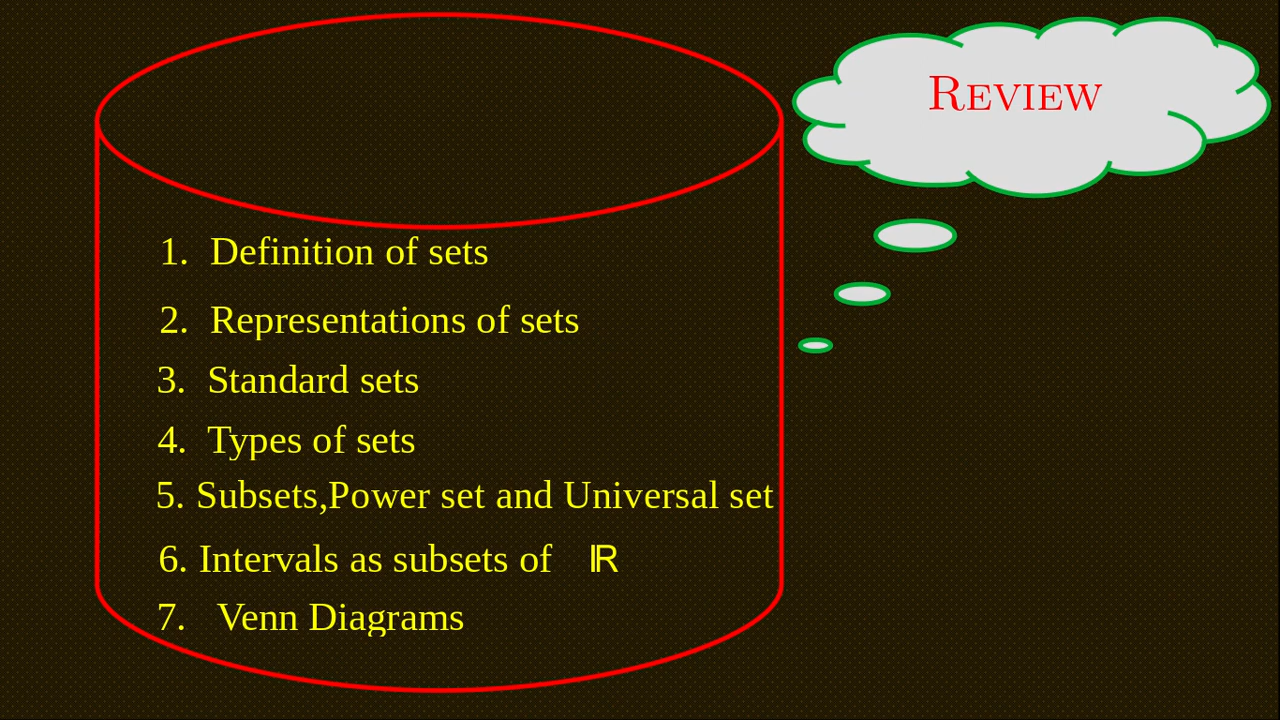 Review
1. Definition of sets
2. Representations of sets
3. Standard sets
4. Types of sets
5. Subsets,Power set and Universal set
6. Intervals as subsets of ℝ
7. Venn Diagrams